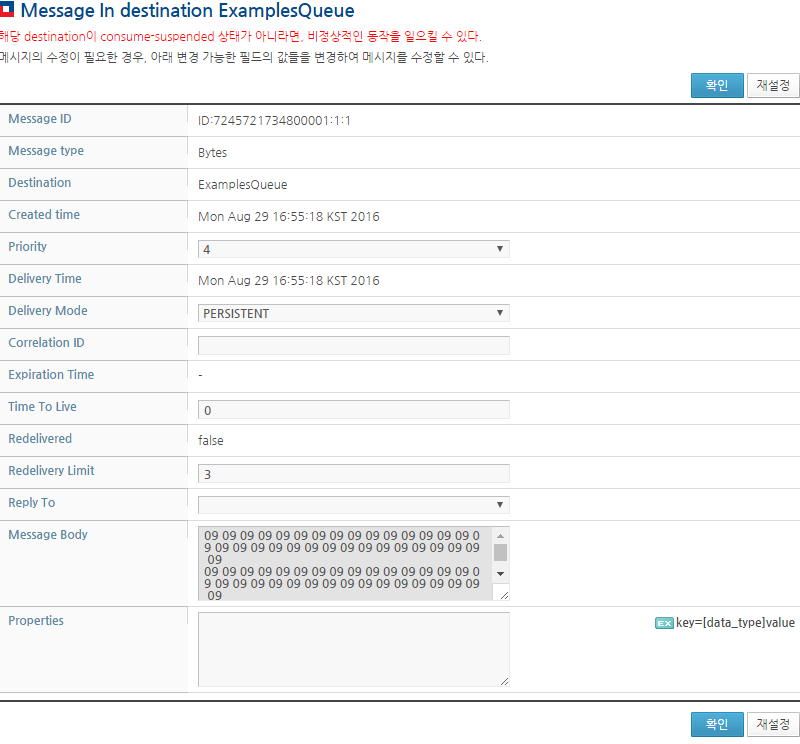 Message In destination ExamplesQueue
해당 destination이 consume-suspended 상태가 아니라면, 비정상적인 동작을 일으킬 수 있다.
메시지의 수정이 필요한 경우, 아래 변경 가능한 필드의 값들을 변경하여 메시지를 수정할 수 있다.
확인 재설정
Message ID ID:7245721734800001:1:1
Message type Bytes
Destination ExamplesQueue
Created time Mon Aug 29 16:55:18 KST 2016
Priority 4
Delivery Time Mon Aug 29 16:55:18 KST 2016
Delivery Mode PERSISTENT
Correlation ID
Expiration Time -
Time To Live 0
Redelivered false
Redelivery Limit 3
Reply To
Message Body 09 09 09 09 09 09 09 09 09 09 09 09 09 09 09 0
9 09 09 09 09 09 09 09 09 09 09 09 09 09 09 09
09
09 09 09 09 09 09 09 09 09 09 09 09 09 09 09 0
9 09 09 09 09 09 09 09 09 09 09 09 09 09 09 09
09
Properties EX key=[data_type]value
확인 재설정